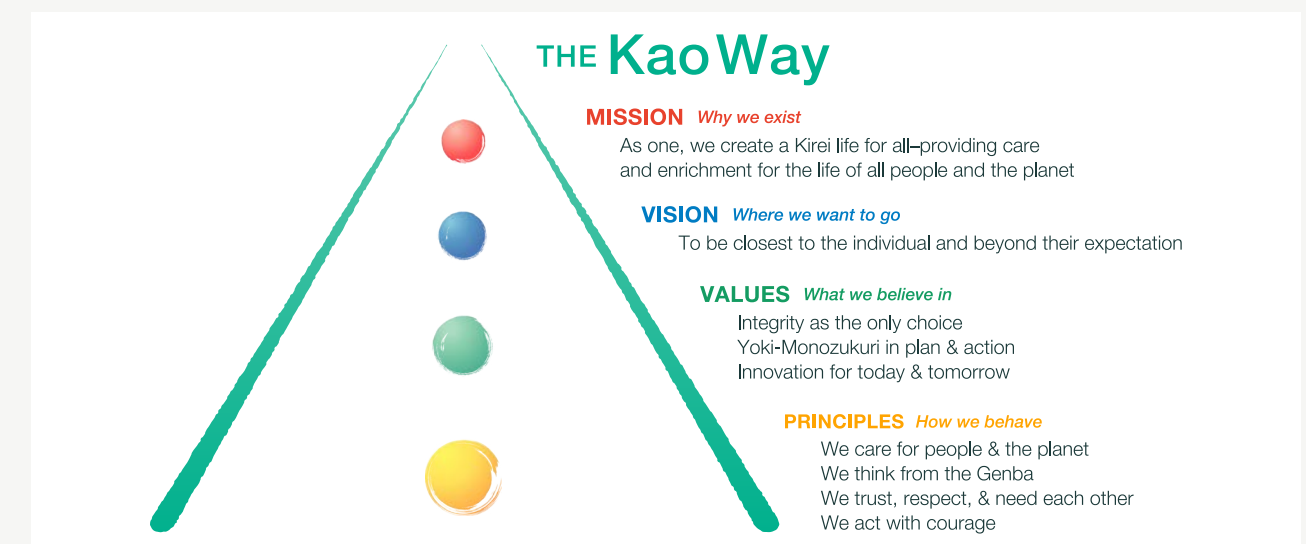 THE Kao Way
MISSION Why we exist
As one, we create a Kirei life for all–providing care
and enrichment for the life of all people and the planet
VISION Where we want to go
To be closest to the individual and beyond their expectation
VALUES What we believe in
Integrity as the only choice
Yoki-Monozukuri in plan & action
Innovation for today & tomorrow
PRINCIPLES How we behave
We care for people & the planet
We think from the Genba
We trust, respect, & need each other
We act with courage